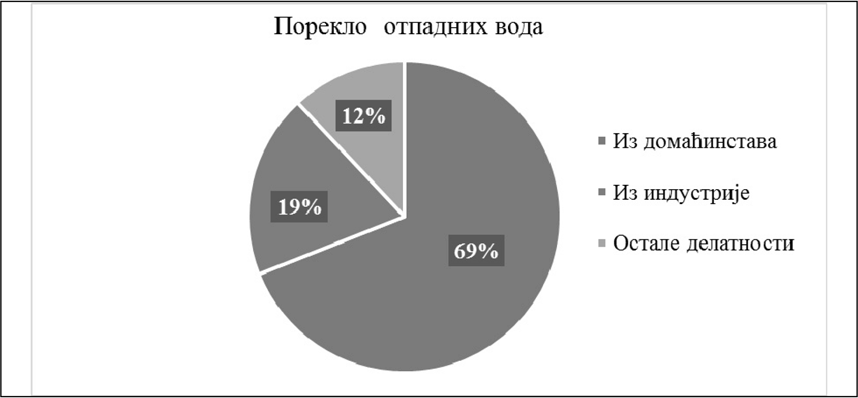 Порекло отпадних вода
12%
19%
69%
Из домаћинстава
Из индустрије
Остале делатности